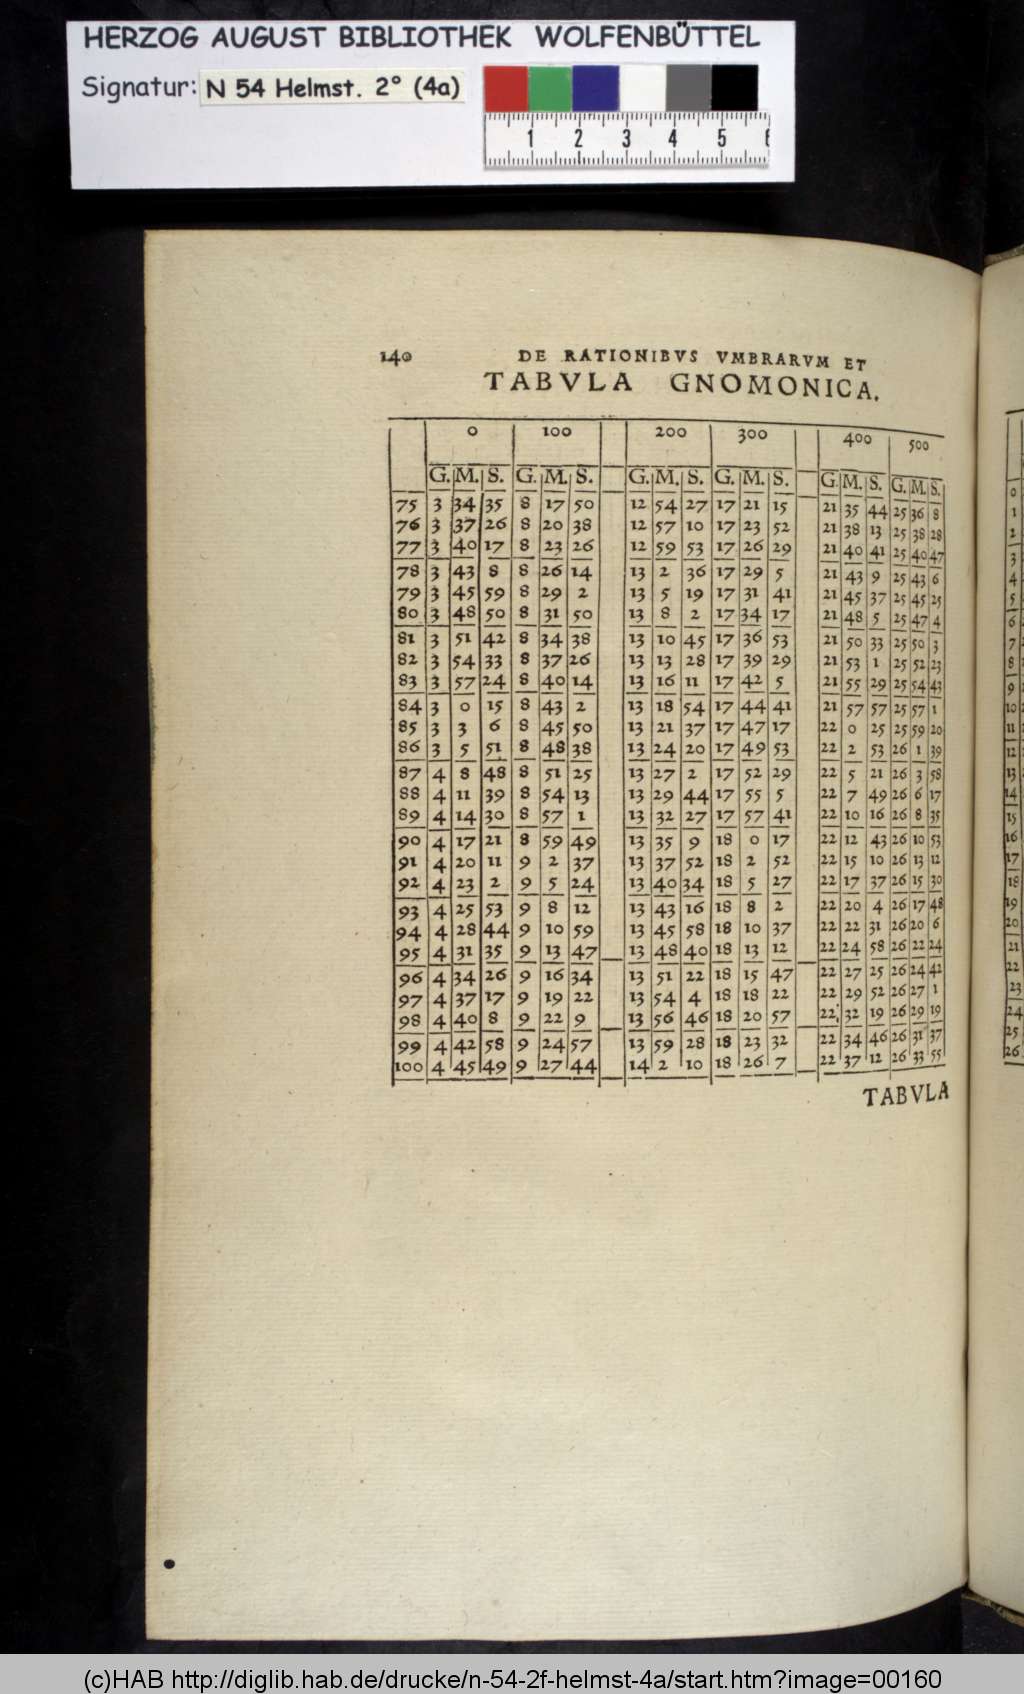 HERZOG AUGUST BIBLIOTHEK WOLFENBÜTTEL
Signatur: N 54 Helmst. 2° (4a)
1 2 3 4 5 6
140 DE RATIONIBVS VMBRARVM ET
TABVLA GNOMONICA.
0 100 200 300 400 500
G. M. S. G. M. S. G. M. S. G. M. S. G. M. S. G. M. S.
75 3 34 35 8 17 50 12 54 27 17 21 15 21 35 44 25 36 8
76 3 37 26 8 20 38 12 57 10 17 23 52 21 38 13 25 38 28
77 3 40 17 8 23 26 12 59 53 17 26 29 21 40 41 25 40 47
78 3 43 8 8 26 14 13 2 36 17 29 5 21 43 9 25 43 6
79 3 45 59 8 29 2 13 5 19 17 31 41 21 45 37 25 45 25
80 3 48 50 8 31 50 13 8 2 17 34 17 21 48 5 25 47 4
81 3 51 42 8 34 38 13 10 45 17 36 53 21 50 33 25 50 3
82 3 54 33 8 37 26 13 13 28 17 39 29 21 53 1 25 52 23
83 3 57 24 8 40 14 13 16 11 17 42 5 21 55 29 25 54 43
84 3 0 15 8 43 2 13 18 54 17 44 41 21 57 57 25 57 1
85 3 3 6 8 45 50 13 21 37 17 47 17 22 0 25 25 59 20
86 3 5 51 8 48 38 13 24 20 17 49 53 22 2 53 26 1 39
87 4 8 48 8 51 25 13 27 2 17 52 29 22 5 21 26 3 58
88 4 11 39 8 54 13 13 29 44 17 55 5 22 7 49 26 6 17
89 4 14 30 8 57 1 13 32 27 17 57 41 22 10 16 26 8 35
90 4 17 21 8 59 49 13 35 9 18 0 17 22 12 43 26 10 53
91 4 20 11 9 2 37 13 37 52 18 2 52 22 15 10 26 13 12
92 4 23 2 9 5 24 13 40 34 18 5 27 22 17 37 26 15 30
93 4 25 53 9 8 12 13 43 16 18 8 2 22 20 4 26 17 48
94 4 28 44 9 10 59 13 45 58 18 10 37 22 22 31 26 20 6
95 4 31 35 9 13 47 13 48 40 18 13 12 22 24 58 26 22 24
96 4 34 26 9 16 34 13 51 22 18 15 47 22 27 25 26 24 42
97 4 37 17 9 19 22 13 54 4 18 18 22 22 29 52 26 27 1
98 4 40 8 9 22 9 13 56 46 18 20 57 22 32 19 26 29 19
99 4 42 58 9 24 57 13 59 28 18 23 32 22 34 46 26 31 37
100 4 45 49 9 27 44 14 2 10 18 26 7 22 37 12 26 33 55
TABVLA
0
1
2
3
4
5
6
7
8
9
10
11
12
13
14
15
16
17
18
19
20
21
22
23
24
25
26
(c)HAB http://diglib.hab.de/drucke/n-54-2f-helmst-4a/start.htm?image=00160